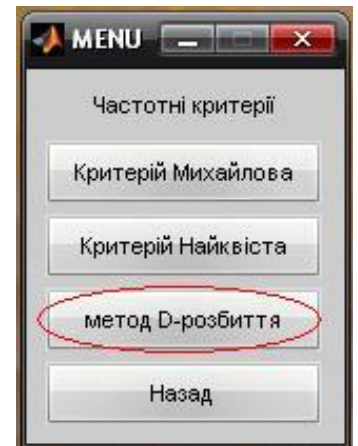 MENU
Частотні критерії
Критерій Михайлова
Критерій Найквіста
метод D-розбиття
Назад